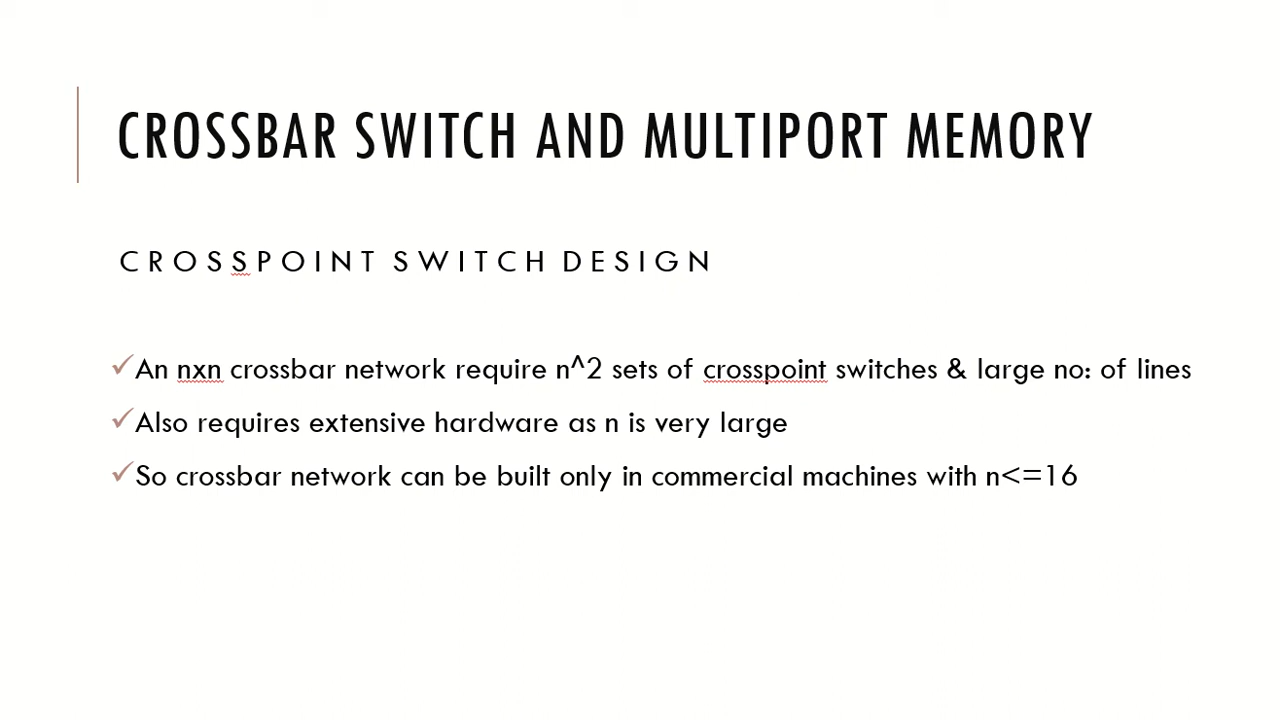 CROSSBAR SWITCH AND MULTIPORT MEMORY
CROSSPOINT SWITCH DESIGN
✓An nxn crossbar network require n^2 sets of crosspoint switches & large no: of lines
✓Also requires extensive hardware as n is very large
✓So crossbar network can be built only in commercial machines with n<=16